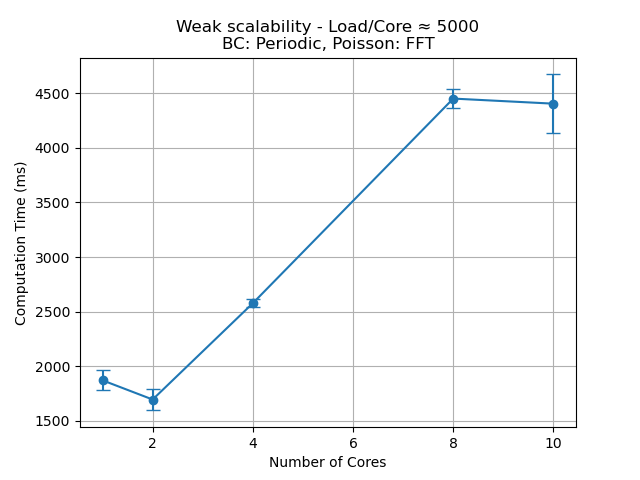 Weak scalability - Load/Core ≈ 5000
BC: Periodic, Poisson: FFT
Computation Time (ms)
4500
4000
3500
3000
2500
2000
1500
2 4 6 8 10
Number of Cores